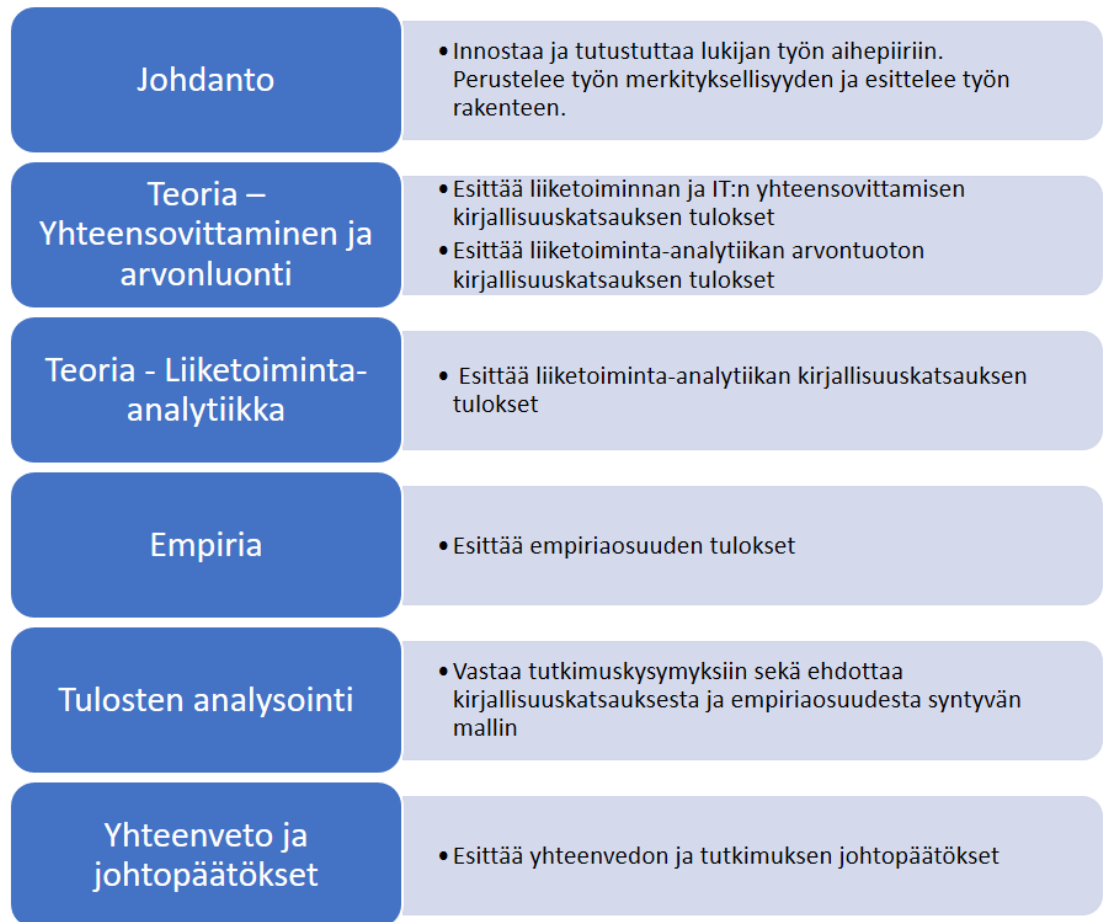 Johdanto
• Innostaa ja tutustuttaa lukijan työn aihepiiriin.
Perustelee työn merkityksellisyyden ja esittelee työn
rakenteen.
Teoria –
Yhteensovittaminen ja
arvonluonti
• Esittää liiketoiminnan ja IT:n yhteensovittamisen
kirjallisuuskatsauksen tulokset
• Esittää liiketoiminta-analytiikan arvontuoton
kirjallisuuskatsauksen tulokset
Teoria - Liiketoiminta-
analytiikka
• Esittää liiketoiminta-analytiikan kirjallisuuskatsauksen
tulokset
Empiria
• Esittää empiriaosuuden tulokset
Tulosten analysointi
• Vastaa tutkimuskysymyksiin sekä ehdottaa
kirjallisuuskatsauksesta ja empiriaosuudesta syntyvän
mallin
Yhteenveto ja
johtopäätökset
• Esittää yhteenvedon ja tutkimuksen johtopäätökset